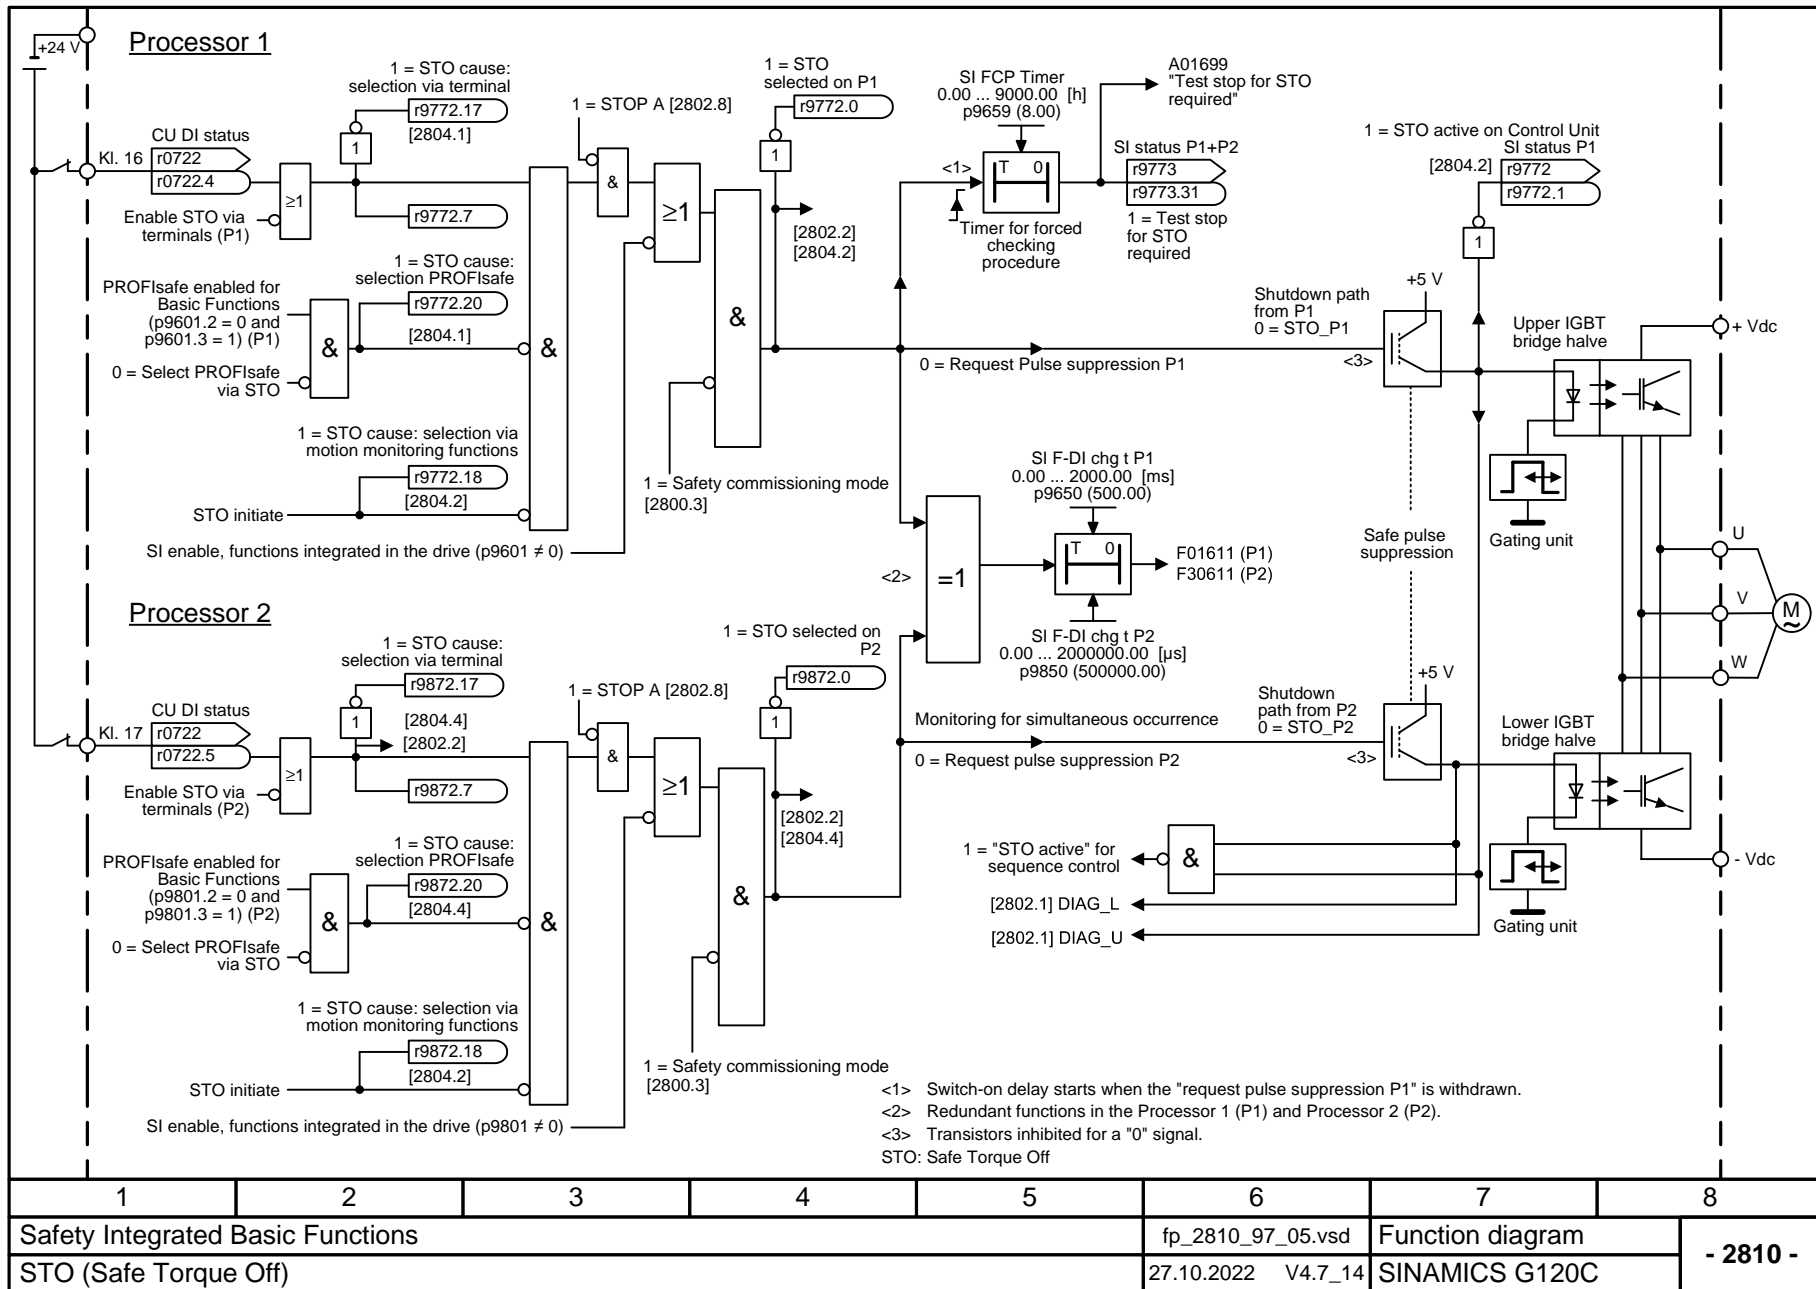 +24 V
Processor 1
1 = STO cause:
selection via terminal
r9772.17
[2804.1]
1
CU DI status
Kl. 16
r0722
r0722.4
≥1
Enable STO via
terminals (P1)
r9772.7
1 = STO cause:
selection PROFIsafe
r9772.20
[2804.1]
PROFIsafe enabled for
Basic Functions
(p9601.2 = 0 and
p9601.3 = 1) (P1)
&
0 = Select PROFIsafe
via STO
1 = STO cause: selection via
motion monitoring functions
r9772.18
[2804.2]
STO initiate
SI enable, functions integrated in the drive (p9601 ≠ 0)
&
1 = STOP A [2802.8]
&
≥1
1 = STO
selected on P1
r9772.0
1
[2802.2]
[2804.2]
&
1 = Safety commissioning mode
[2800.3]
SI FCP Timer
0.00 ... 9000.00 [h]
p9659 (8.00)
<1>
T 0
Timer for forced
checking
procedure
A01699
"Test stop for STO
required"
SI status P1+P2
r9773
r9773.31
1 = Test stop
for STO
required
1 = STO active on Control Unit
SI status P1
[2804.2]
r9772
r9772.1
1
+5 V
Shutdown path
from P1
0 = STO_P1
<3>
0 = Request Pulse suppression P1
Upper IGBT
bridge halve
+ Vdc
Gating unit
SI F-DI chg t P1
0.00 ... 2000.00 [ms]
p9650 (500.00)
T 0
<2>
=1
F01611 (P1)
F30611 (P2)
SI F-DI chg t P2
0.00 ... 2000000.00 [µs]
p9850 (500000.00)
Safe pulse
suppression
U
V
W
M
~
Processor 2
1 = STO cause:
selection via terminal
r9872.17
1
[2804.4]
[2802.2]
CU DI status
Kl. 17
r0722
r0722.5
≥1
Enable STO via
terminals (P2)
r9872.7
1 = STO cause:
selection PROFIsafe
r9872.20
[2804.4]
PROFIsafe enabled for
Basic Functions
(p9801.2 = 0 and
p9801.3 = 1) (P2)
&
0 = Select PROFIsafe
via STO
1 = STO cause: selection via
motion monitoring functions
r9872.18
[2804.2]
STO initiate
SI enable, functions integrated in the drive (p9801 ≠ 0)
&
1 = STOP A [2802.8]
&
≥1
1 = STO selected on
P2
r9872.0
1
[2802.2]
[2804.4]
&
1 = Safety commissioning mode
[2800.3]
Monitoring for simultaneous occurrence
0 = Request pulse suppression P2
Shutdown
path from P2
0 = STO_P2
<3>
+5 V
Lower IGBT
bridge halve
- Vdc
Gating unit
1 = "STO active" for
sequence control
&
[2802.1] DIAG_L
[2802.1] DIAG_U
<1> Switch-on delay starts when the "request pulse suppression P1" is withdrawn.
<2> Redundant functions in the Processor 1 (P1) and Processor 2 (P2).
<3> Transistors inhibited for a "0" signal.
STO: Safe Torque Off
1 2 3 4 5 6 7 8
Safety Integrated Basic Functions
fp_2810_97_05.vsd
Function diagram
- 2810 -
STO (Safe Torque Off)
27.10.2022 V4.7_14
SINAMICS G120C